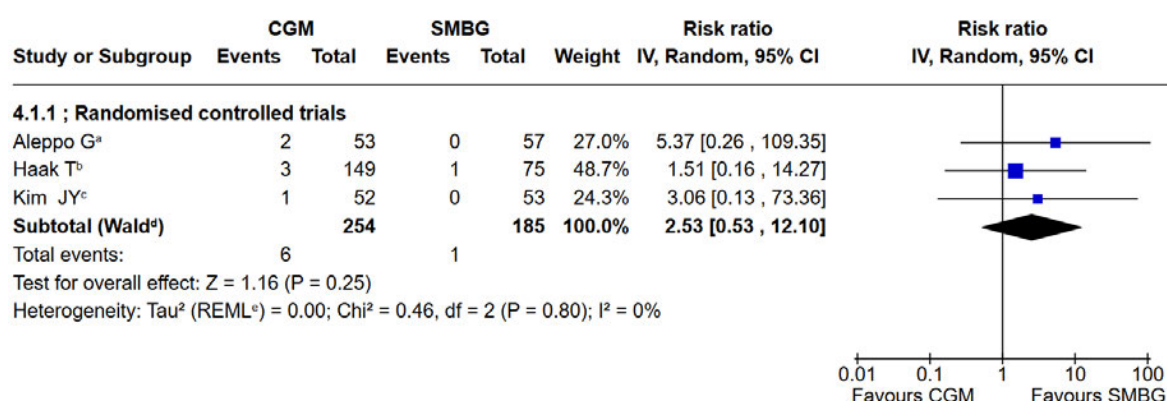 CGM SMBG Risk ratio Risk ratio
Study or Subgroup Events Total Events Total Weight IV, Random, 95% CI IV, Random, 95% CI
4.1.1 ; Randomised controlled trials
Aleppo Gᵃ 2 53 0 57 27.0% 5.37 [0.26 , 109.35]
Haak Tᵇ 3 149 1 75 48.7% 1.51 [0.16 , 14.27]
Kim JYᶜ 1 52 0 53 24.3% 3.06 [0.13 , 73.36]
Subtotal (Waldᵈ) 254 185 100.0% 2.53 [0.53 , 12.10]
Total events: 6 1
Test for overall effect: Z = 1.16 (P = 0.25)
Heterogeneity: Tau² (REMLᵉ) = 0.00; Chi² = 0.46, df = 2 (P = 0.80); I² = 0%
0.01 0.1 1 10 100
Favours CGM Favours SMBG